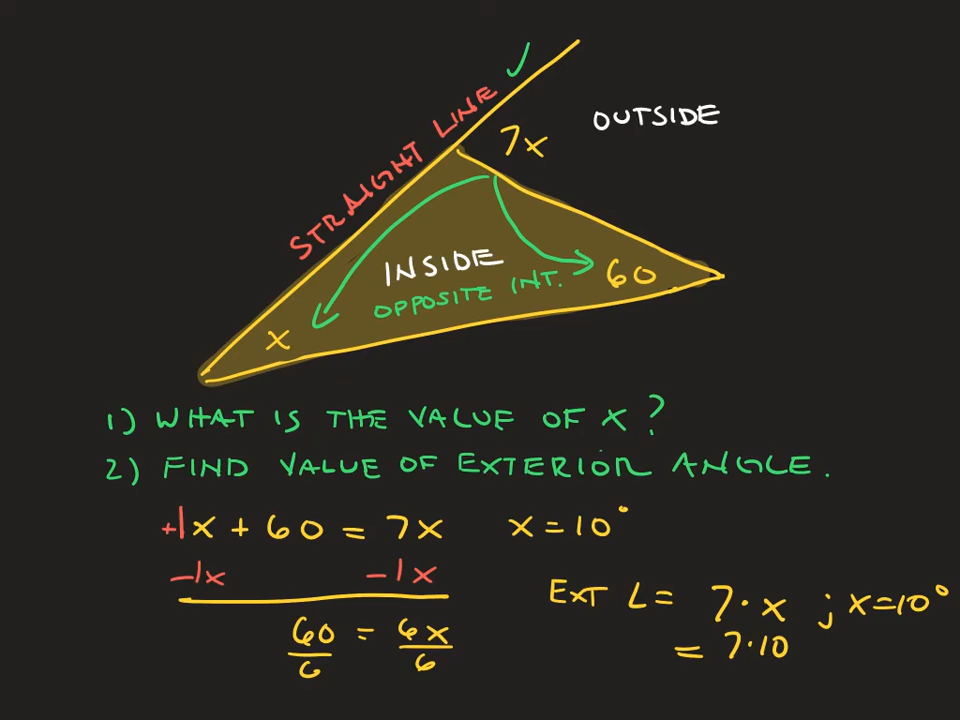 STRAIGHT LINE ✓
OUTSIDE
7x
INSIDE
OPPOSITE INT.
60
x
1) WHAT IS THE VALUE OF X ?
2) FIND VALUE OF EXTERIOR ANGLE.
+1x + 60 = 7x
x = 10°
-1x -1x
60/6 = 6x/6
EXT L = 7·x ; x=10°
= 7·10